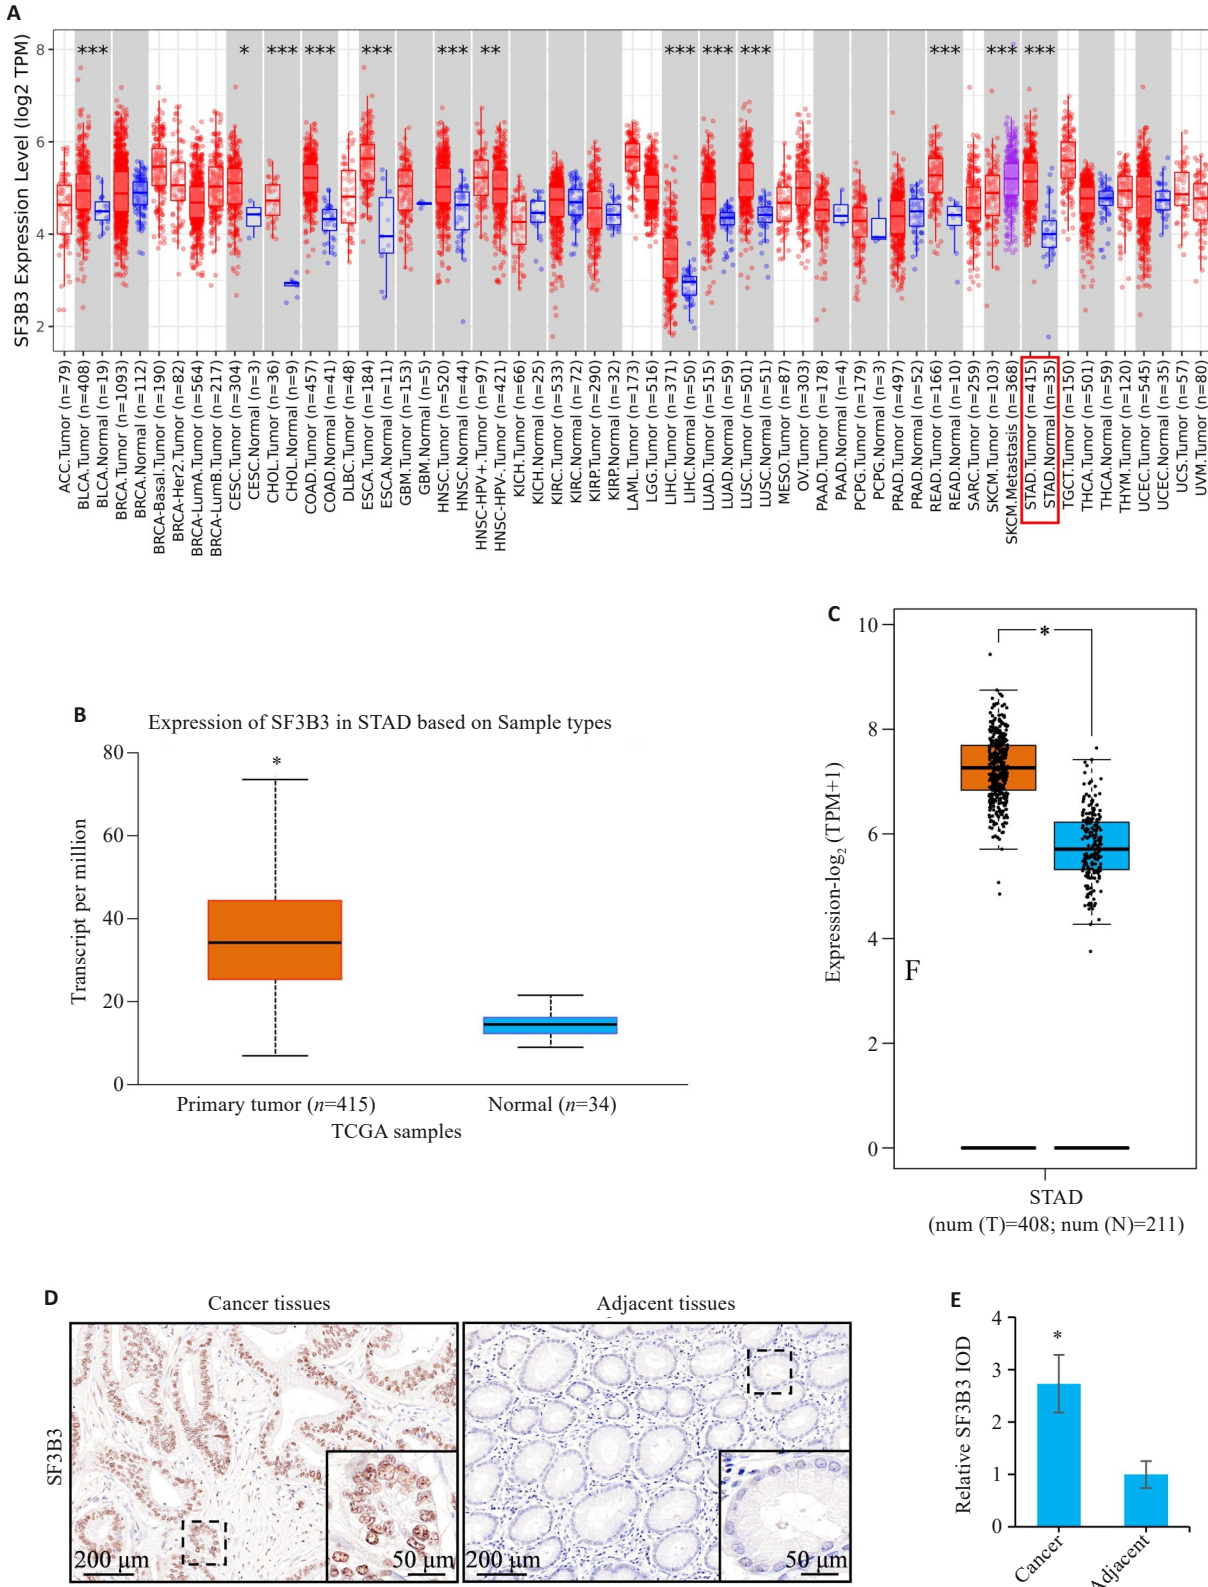 A
SF3B3 Expression Level (log2 TPM)
8
6
4
2
*** * *** *** *** *** ** *** *** *** *** *** ***
ACC.Tumor (n=79)
BLCA.Tumor (n=408)
BLCA.Normal (n=19)
BRCA.Tumor (n=1093)
BRCA.Normal (n=112)
BRCA-Basal.Tumor (n=190)
BRCA-Her2.Tumor (n=82)
BRCA-LumA.Tumor (n=564)
BRCA-LumB.Tumor (n=217)
CESC.Tumor (n=304)
CESC.Normal (n=3)
CHOL.Tumor (n=36)
CHOL.Normal (n=9)
COAD.Tumor (n=457)
COAD.Normal (n=41)
DLBC.Tumor (n=48)
ESCA.Tumor (n=184)
ESCA.Normal (n=11)
GBM.Tumor (n=153)
GBM.Normal (n=5)
HNSC.Tumor (n=520)
HNSC.Normal (n=44)
HNSC-HPV+.Tumor (n=97)
HNSC-HPV-.Tumor (n=421)
KICH.Tumor (n=66)
KICH.Normal (n=25)
KIRC.Tumor (n=533)
KIRC.Normal (n=72)
KIRP.Tumor (n=290)
KIRP.Normal (n=32)
LAML.Tumor (n=173)
LGG.Tumor (n=516)
LIHC.Tumor (n=371)
LIHC.Normal (n=50)
LUAD.Tumor (n=515)
LUAD.Normal (n=59)
LUSC.Tumor (n=501)
LUSC.Normal (n=51)
MESO.Tumor (n=87)
OV.Tumor (n=303)
PAAD.Tumor (n=178)
PAAD.Normal (n=4)
PCPG.Tumor (n=179)
PCPG.Normal (n=3)
PRAD.Tumor (n=497)
PRAD.Normal (n=52)
READ.Tumor (n=166)
READ.Normal (n=10)
SARC.Tumor (n=259)
SKCM.Tumor (n=103)
SKCM.Metastasis (n=368)
STAD.Tumor (n=415)
STAD.Normal (n=35)
TGCT.Tumor (n=150)
THCA.Tumor (n=501)
THCA.Normal (n=59)
THYM.Tumor (n=120)
UCEC.Tumor (n=545)
UCEC.Normal (n=35)
UCS.Tumor (n=57)
UVM.Tumor (n=80)
B
Expression of SF3B3 in STAD based on Sample types
Transcript per million
80
60
40
20
0
*
Primary tumor (n=415)
Normal (n=34)
TCGA samples
C
Expression-log₂ (TPM+1)
10
8
6
4
2
0
*
F
STAD
(num (T)=408; num (N)=211)
D
Cancer tissues
Adjacent tissues
SF3B3
200 μm
50 μm
200 μm
50 μm
E
Relative SF3B3 IOD
4
3
2
1
0
*
Cancer
Adjacent